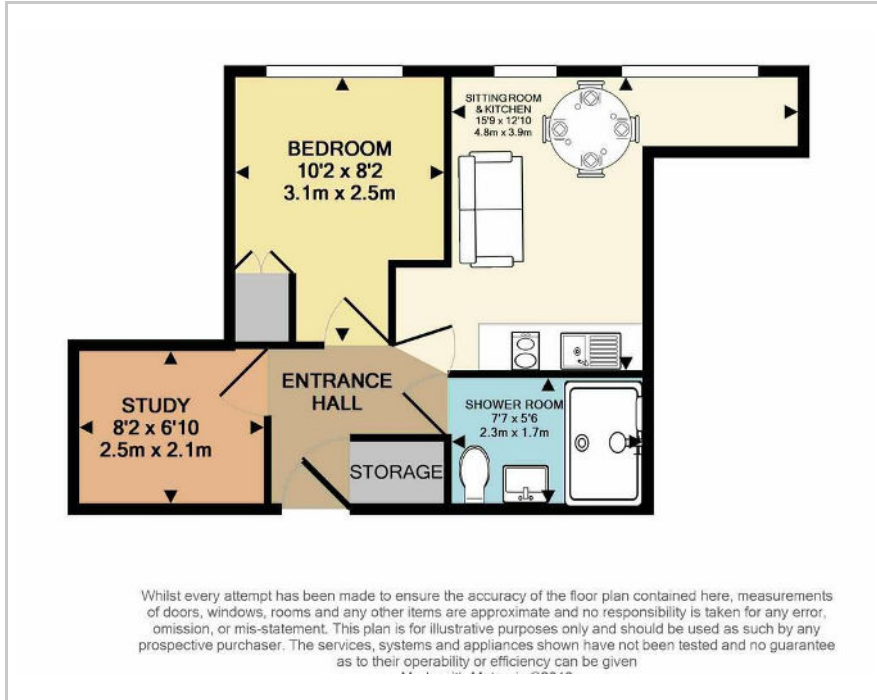 BEDROOM
10'2 x 8'2
3.1m x 2.5m
SITTING ROOM
& KITCHEN
15'9 x 12'10
4.8m x 3.9m
STUDY
8'2 x 6'10
2.5m x 2.1m
ENTRANCE
HALL
STORAGE
SHOWER ROOM
7'7 x 5'6
2.3m x 1.7m
Whilst every attempt has been made to ensure the accuracy of the floor plan contained here, measurements
of doors, windows, rooms and any other items are approximate and no responsibility is taken for any error,
omission, or mis-statement. This plan is for illustrative purposes only and should be used as such by any
prospective purchaser. The services, systems and appliances shown have not been tested and no guarantee
as to their operability or efficiency can be given